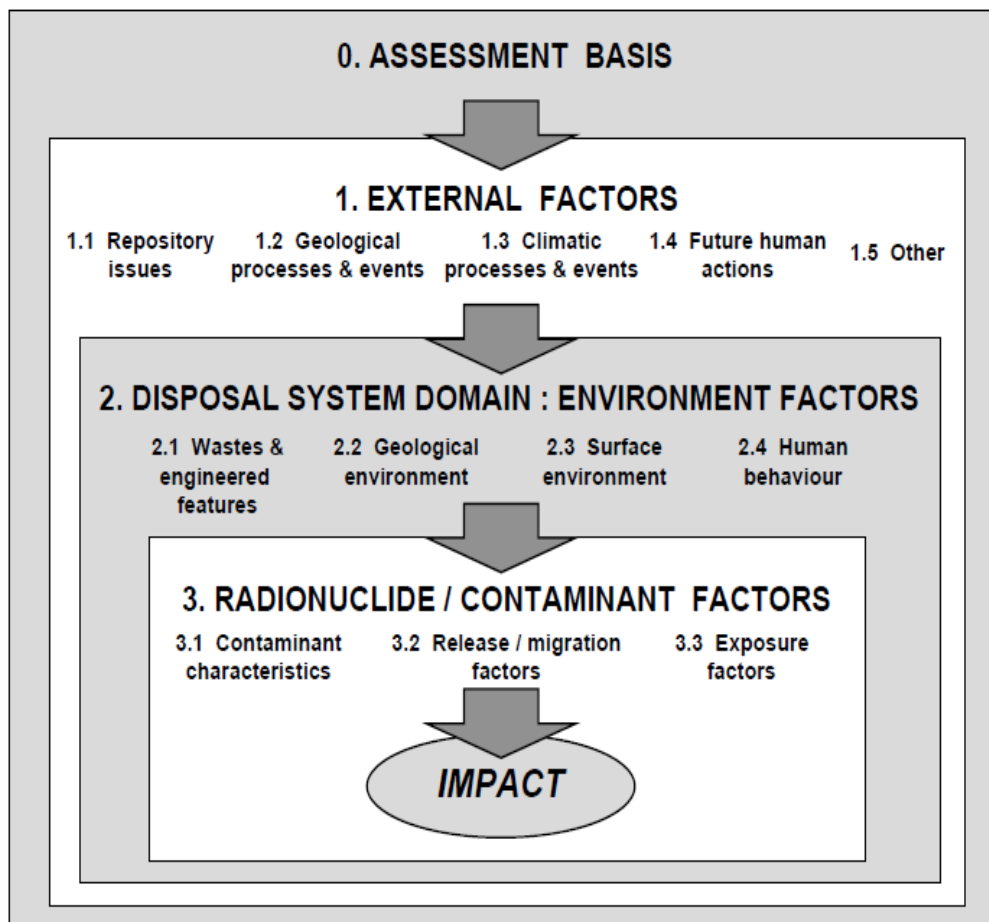 0. ASSESSMENT BASIS
1. EXTERNAL FACTORS
1.1 Repository
issues
1.2 Geological
processes & events
1.3 Climatic
processes & events
1.4 Future human
actions
1.5 Other
2. DISPOSAL SYSTEM DOMAIN : ENVIRONMENT FACTORS
2.1 Wastes &
engineered
features
2.2 Geological
environment
2.3 Surface
environment
2.4 Human
behaviour
3. RADIONUCLIDE / CONTAMINANT FACTORS
3.1 Contaminant
characteristics
3.2 Release / migration
factors
3.3 Exposure
factors
IMPACT